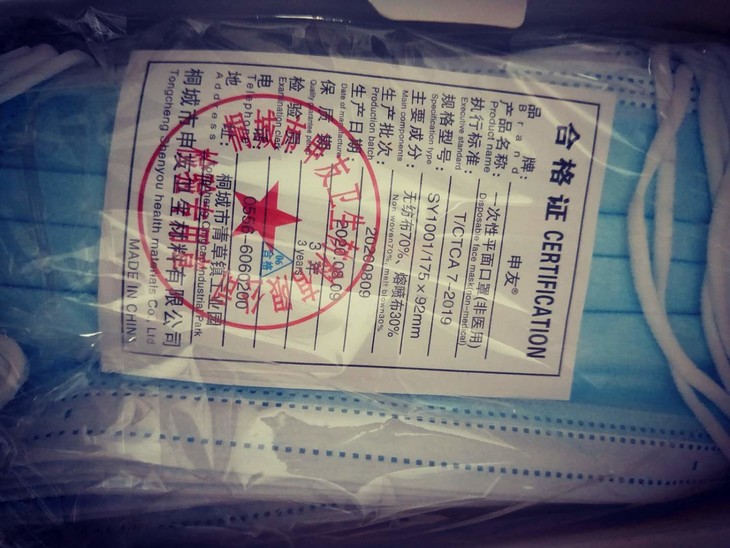 合格证 CERTIFICATION
品 牌: 申友®
Brand
产品名称: 一次性平面口罩(非医用)
Product name Disposable face mask(non-medical)
执行标准: T/CTCA 7-2019
Executive standard
规格型号: SY1001/175×92mm
Specification type
主要成分: 无纺布70%, 熔喷布30%
Main components Non woven70%, melt blown30%
生产批次: 20200809
Production batch
生产日期: 2020.08.09
Date of manufacture
保质期: 3年
Quality guarantee period 3 years
检验员: 06
Examination clerk 合格
电 话: 0556-6060200
Telephone
地 址: 桐城市青草镇工业园
Address Industrial Park
桐城市申友卫生材料有限公司
Tongcheng shenyou health materials Co., Ltd
MADE IN CHINA